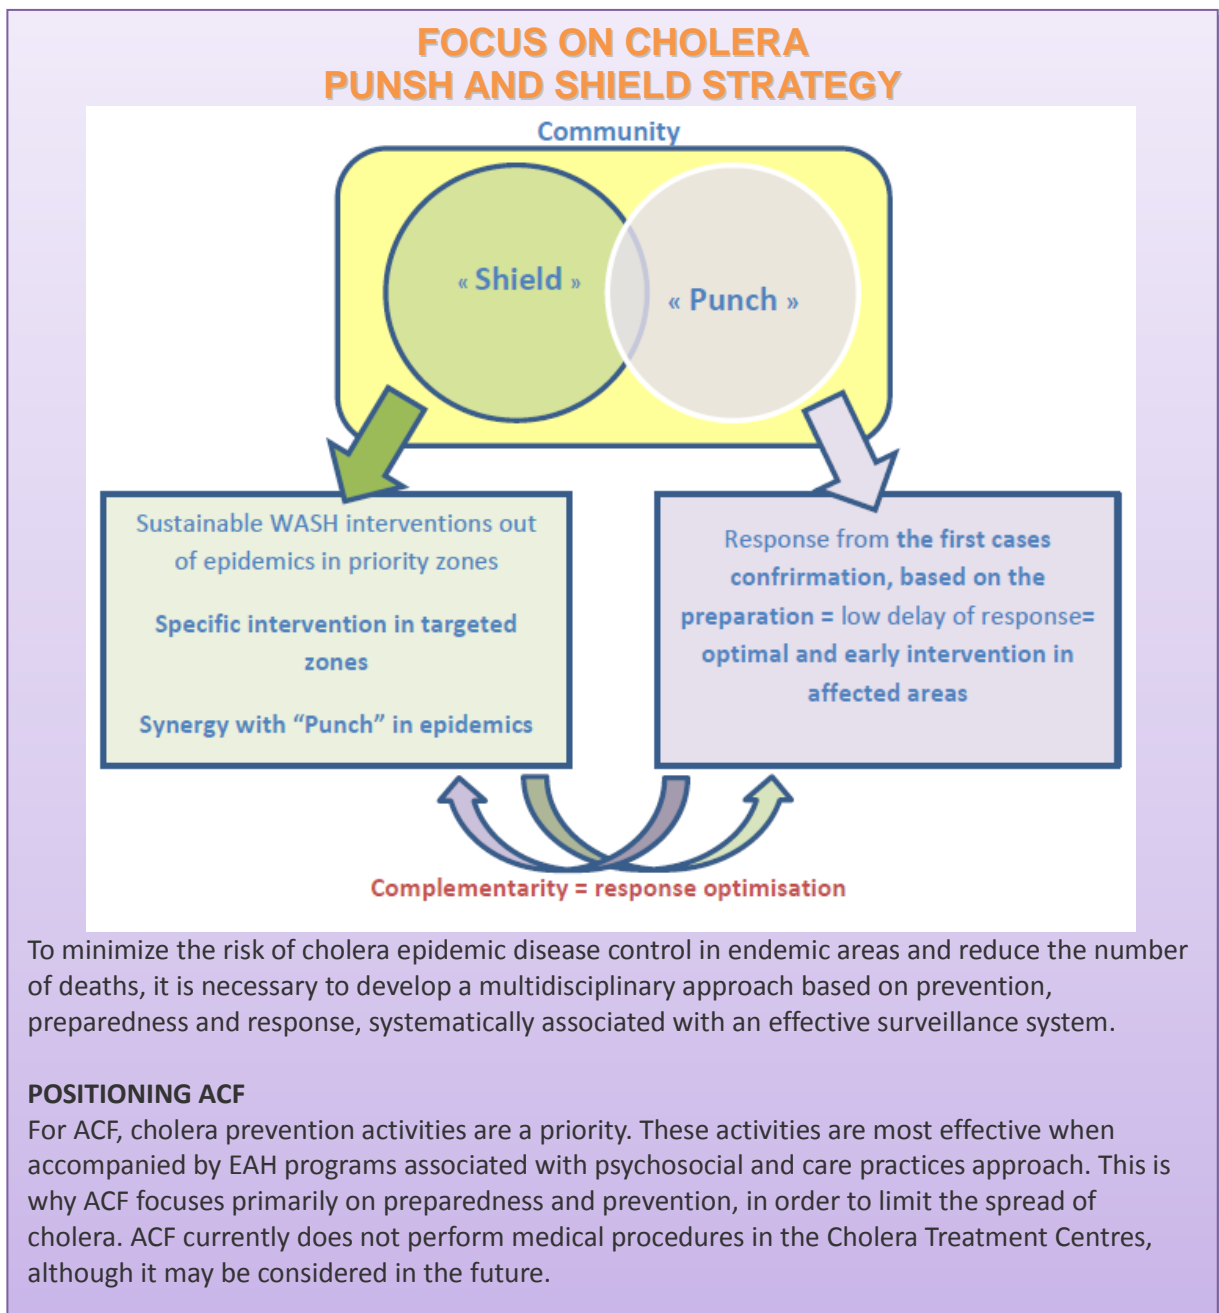 FOCUS ON CHOLERA
PUNSH AND SHIELD STRATEGY
Community
« Shield »
« Punch »
Sustainable WASH interventions out
of epidemics in priority zones
Specific intervention in targeted
zones
Synergy with “Punch” in epidemics
Response from the first cases
confrirmation, based on the
preparation = low delay of response=
optimal and early intervention in
affected areas
Complementarity = response optimisation
To minimize the risk of cholera epidemic disease control in endemic areas and reduce the number
of deaths, it is necessary to develop a multidisciplinary approach based on prevention,
preparedness and response, systematically associated with an effective surveillance system.
POSITIONING ACF
For ACF, cholera prevention activities are a priority. These activities are most effective when
accompanied by EAH programs associated with psychosocial and care practices approach. This is
why ACF focuses primarily on preparedness and prevention, in order to limit the spread of
cholera. ACF currently does not perform medical procedures in the Cholera Treatment Centres,
although it may be considered in the future.